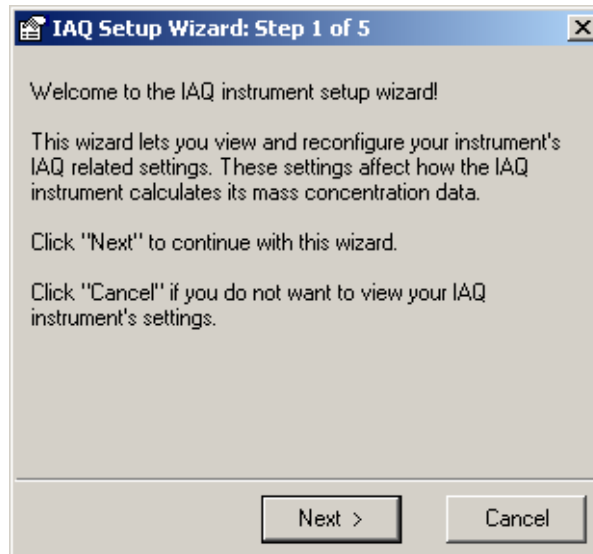 IAQ Setup Wizard: Step 1 of 5
Welcome to the IAQ instrument setup wizard!
This wizard lets you view and reconfigure your instrument's
IAQ related settings. These settings affect how the IAQ
instrument calculates its mass concentration data.
Click "Next" to continue with this wizard.
Click "Cancel" if you do not want to view your IAQ
instrument's settings.
Next >
Cancel